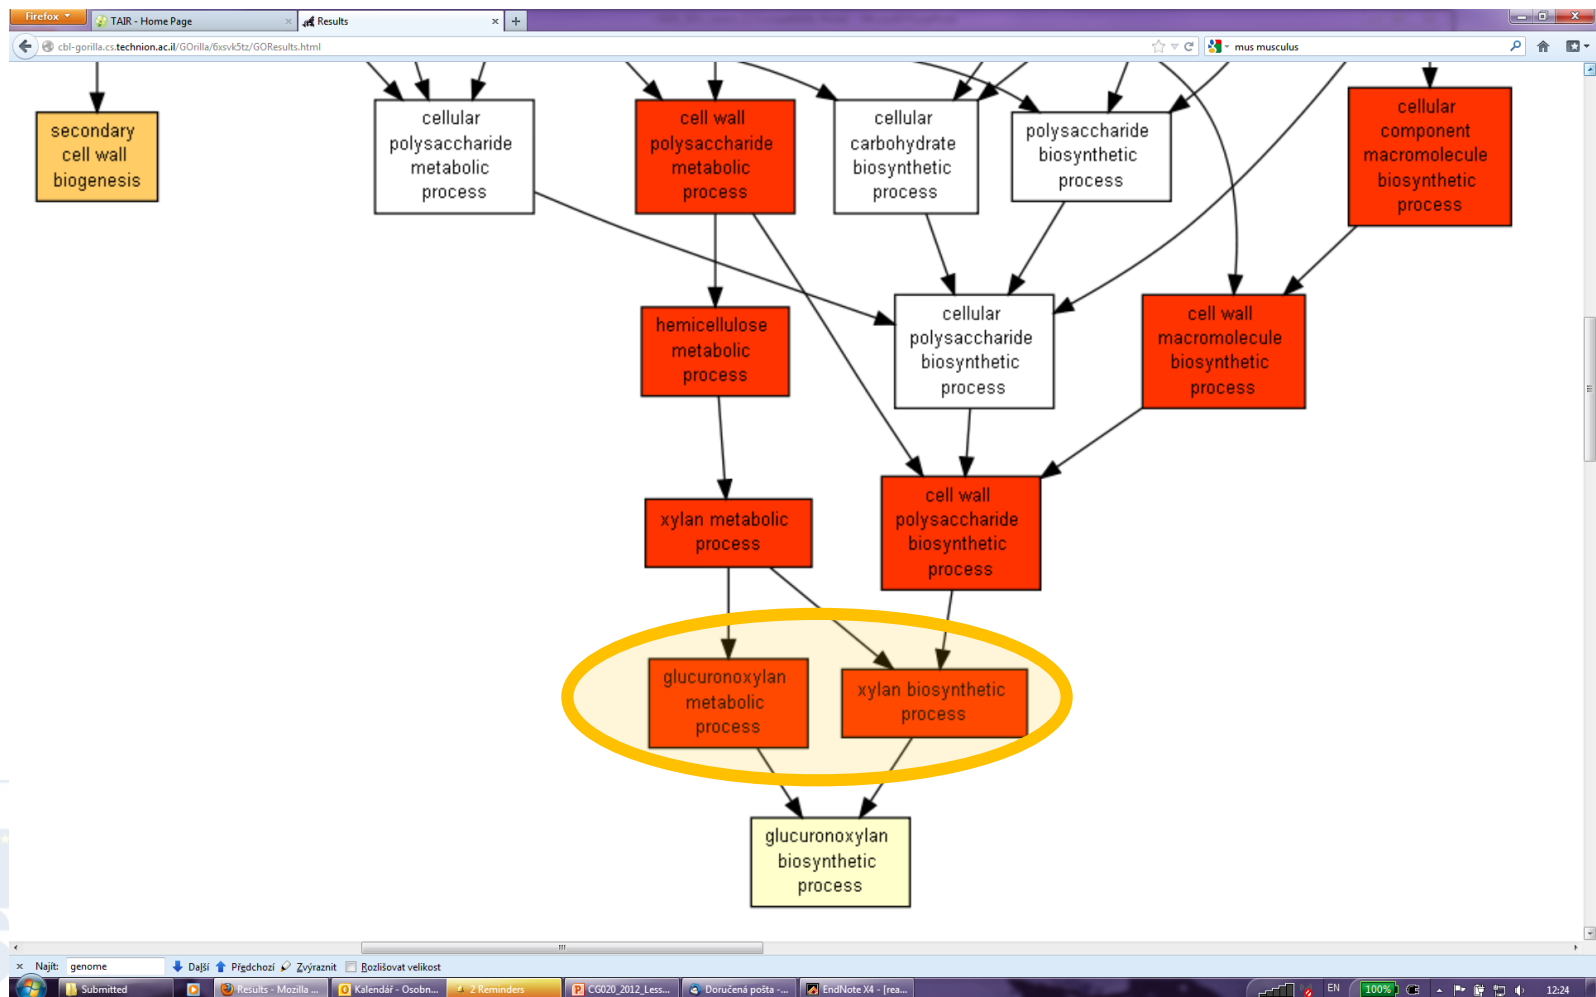 Firefox
TAIR - Home Page
Results
cbl-gorilla.cs.technion.ac.il/GOrilla/6xsvk5tz/GOResults.html
mus musculus
secondary
cell wall
biogenesis
cellular
polysaccharide
metabolic
process
cell wall
polysaccharide
metabolic
process
cellular
carbohydrate
biosynthetic
process
polysaccharide
biosynthetic
process
cellular
component
macromolecule
biosynthetic
process
hemicellulose
metabolic
process
cellular
polysaccharide
biosynthetic
process
cell wall
macromolecule
biosynthetic
process
xylan metabolic
process
cell wall
polysaccharide
biosynthetic
process
glucuronoxylan
metabolic
process
xylan biosynthetic
process
glucuronoxylan
biosynthetic
process
Najít: genome Další Předchozí Zvýraznit Rozlišovat velikost
Submitted Results - Mozilla ... Kalendář - Osobn... 2 Reminders CG020_2012_Less... Doručená pošta -... EndNote X4 - [rea... EN 100% 12:24